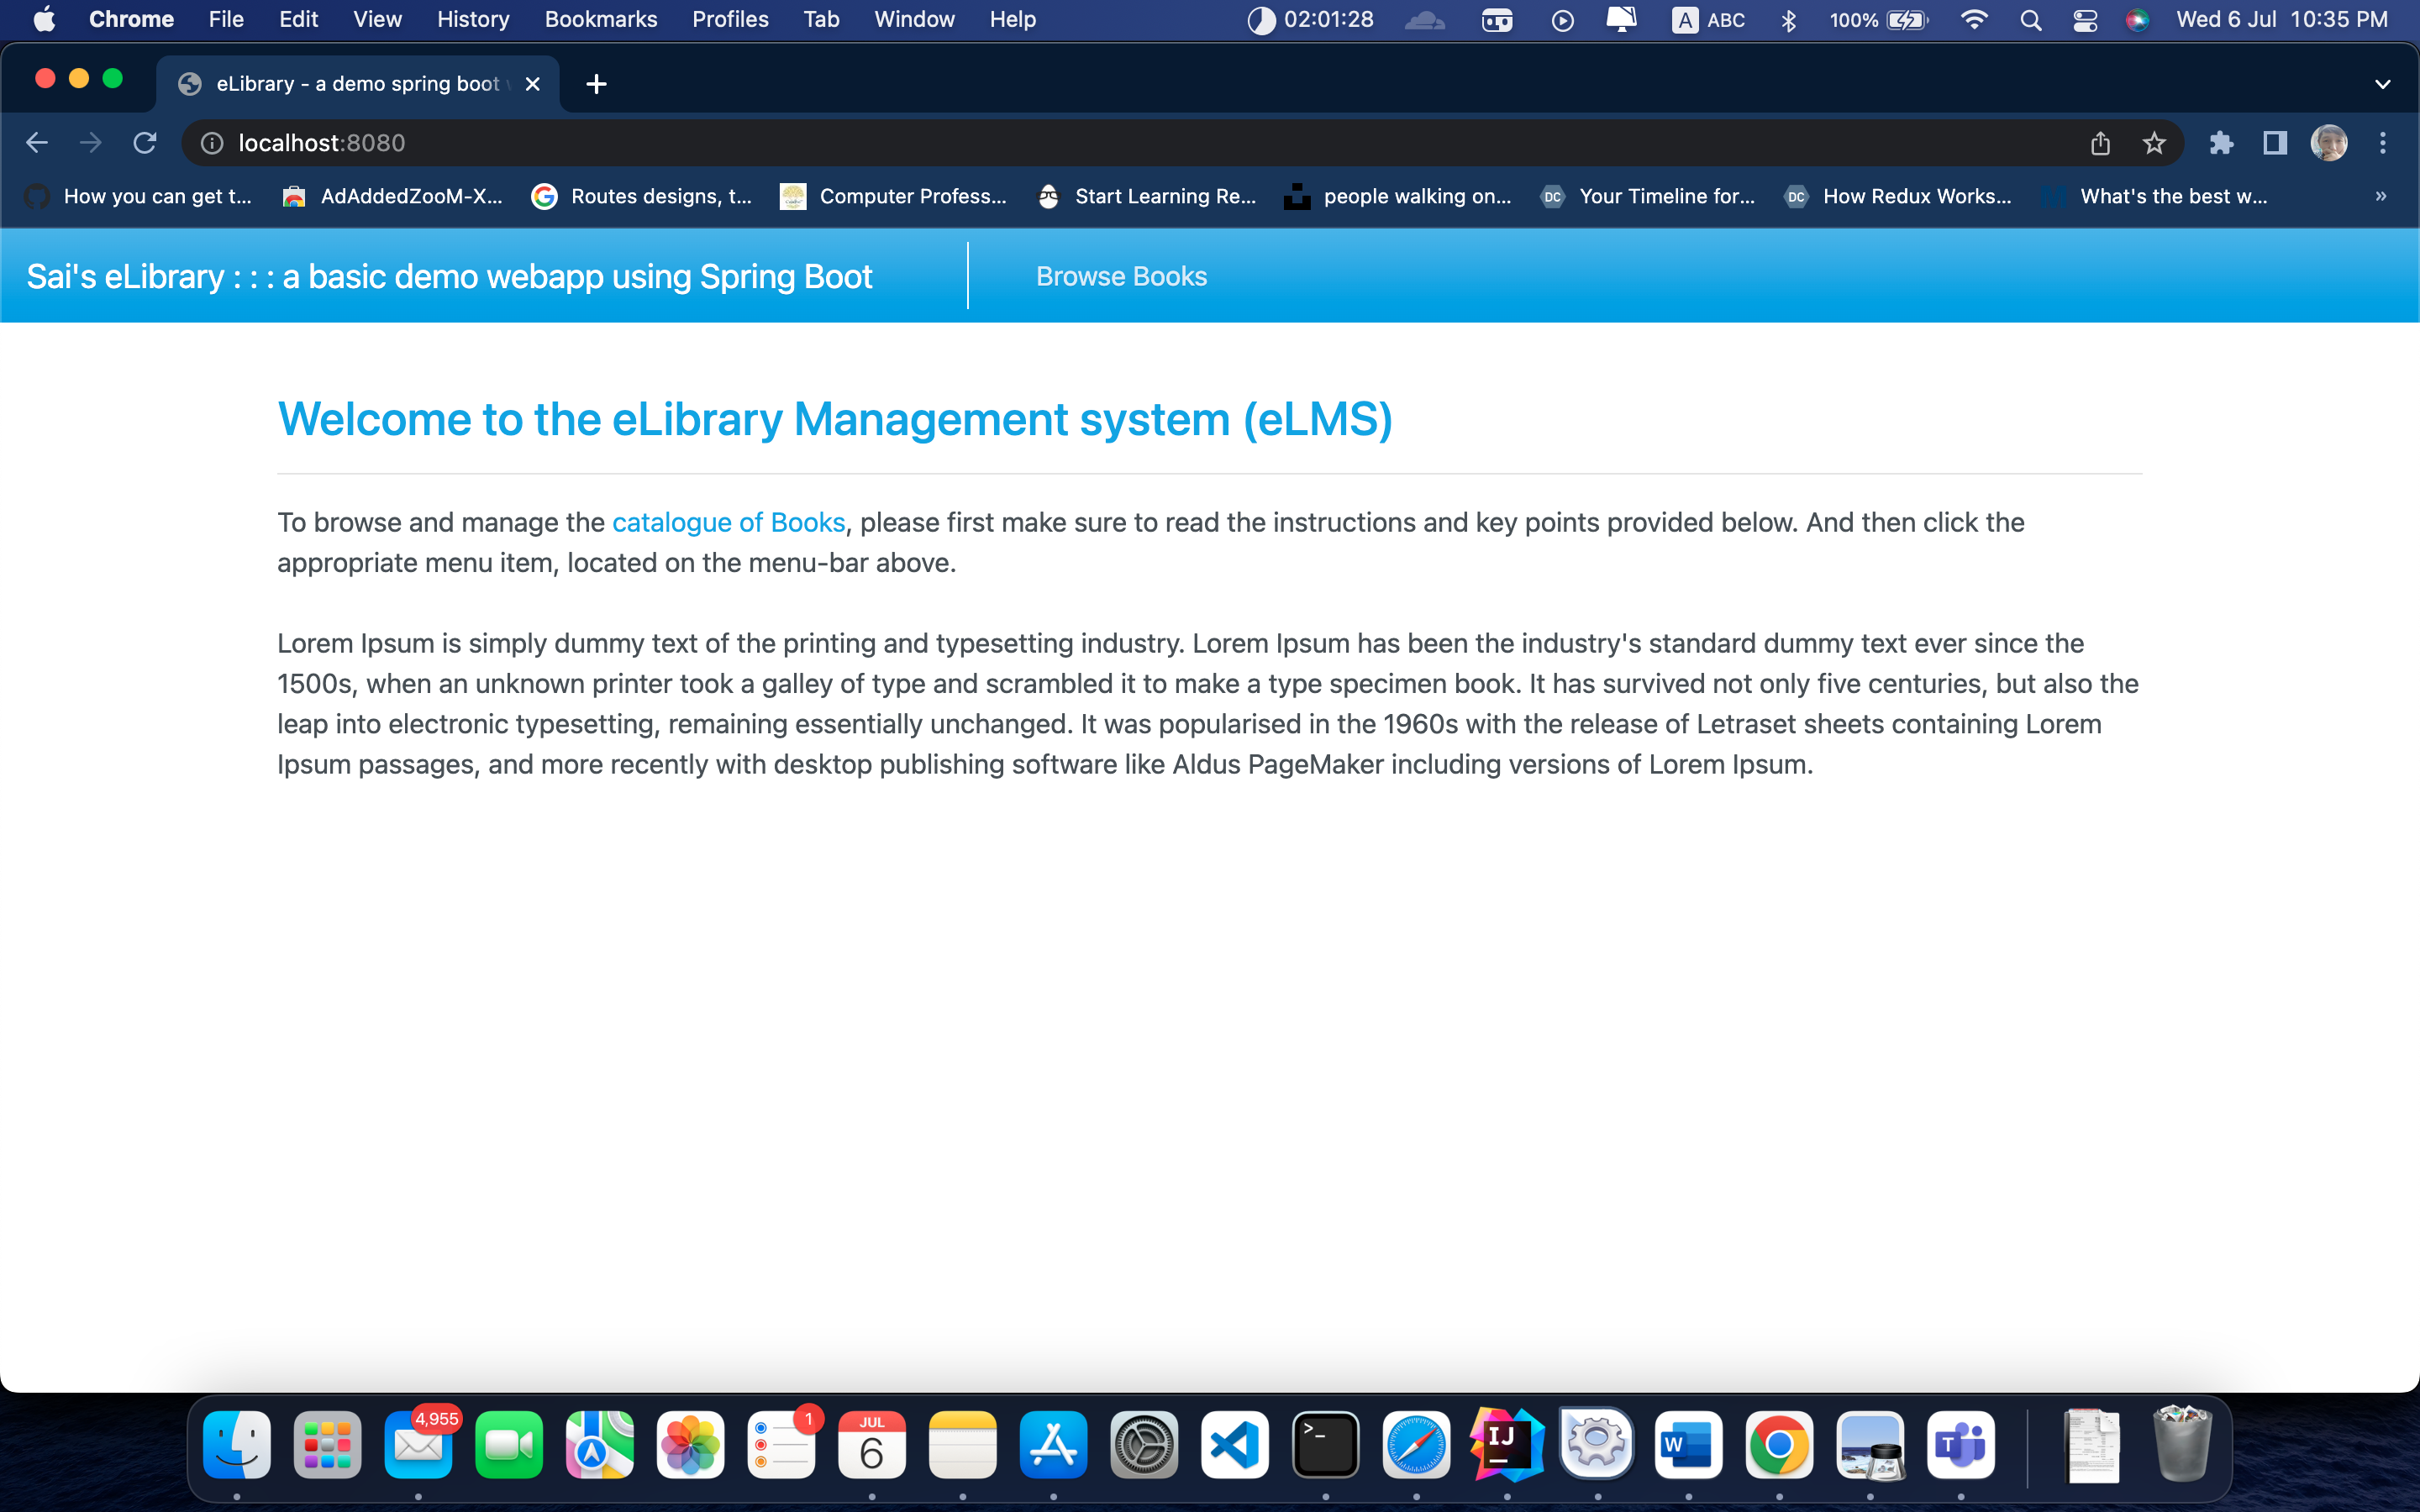 Chrome File Edit View History Bookmarks Profiles Tab Window Help 02:01:28 A ABC 100% Wed 6 Jul 10:35 PM
eLibrary - a demo spring boot
localhost:8080
How you can get t... AdAddedZooM-X... Routes designs, t... Computer Profess... Start Learning Re... people walking on... DC Your Timeline for... DC How Redux Works... What's the best w... »
Sai's eLibrary : : : a basic demo webapp using Spring Boot Browse Books
Welcome to the eLibrary Management system (eLMS)
To browse and manage the catalogue of Books, please first make sure to read the instructions and key points provided below. And then click the
appropriate menu item, located on the menu-bar above.
Lorem Ipsum is simply dummy text of the printing and typesetting industry. Lorem Ipsum has been the industry's standard dummy text ever since the
1500s, when an unknown printer took a galley of type and scrambled it to make a type specimen book. It has survived not only five centuries, but also the
leap into electronic typesetting, remaining essentially unchanged. It was popularised in the 1960s with the release of Letraset sheets containing Lorem
Ipsum passages, and more recently with desktop publishing software like Aldus PageMaker including versions of Lorem Ipsum.
4,955 1 JUL
6 >_ IJ W T